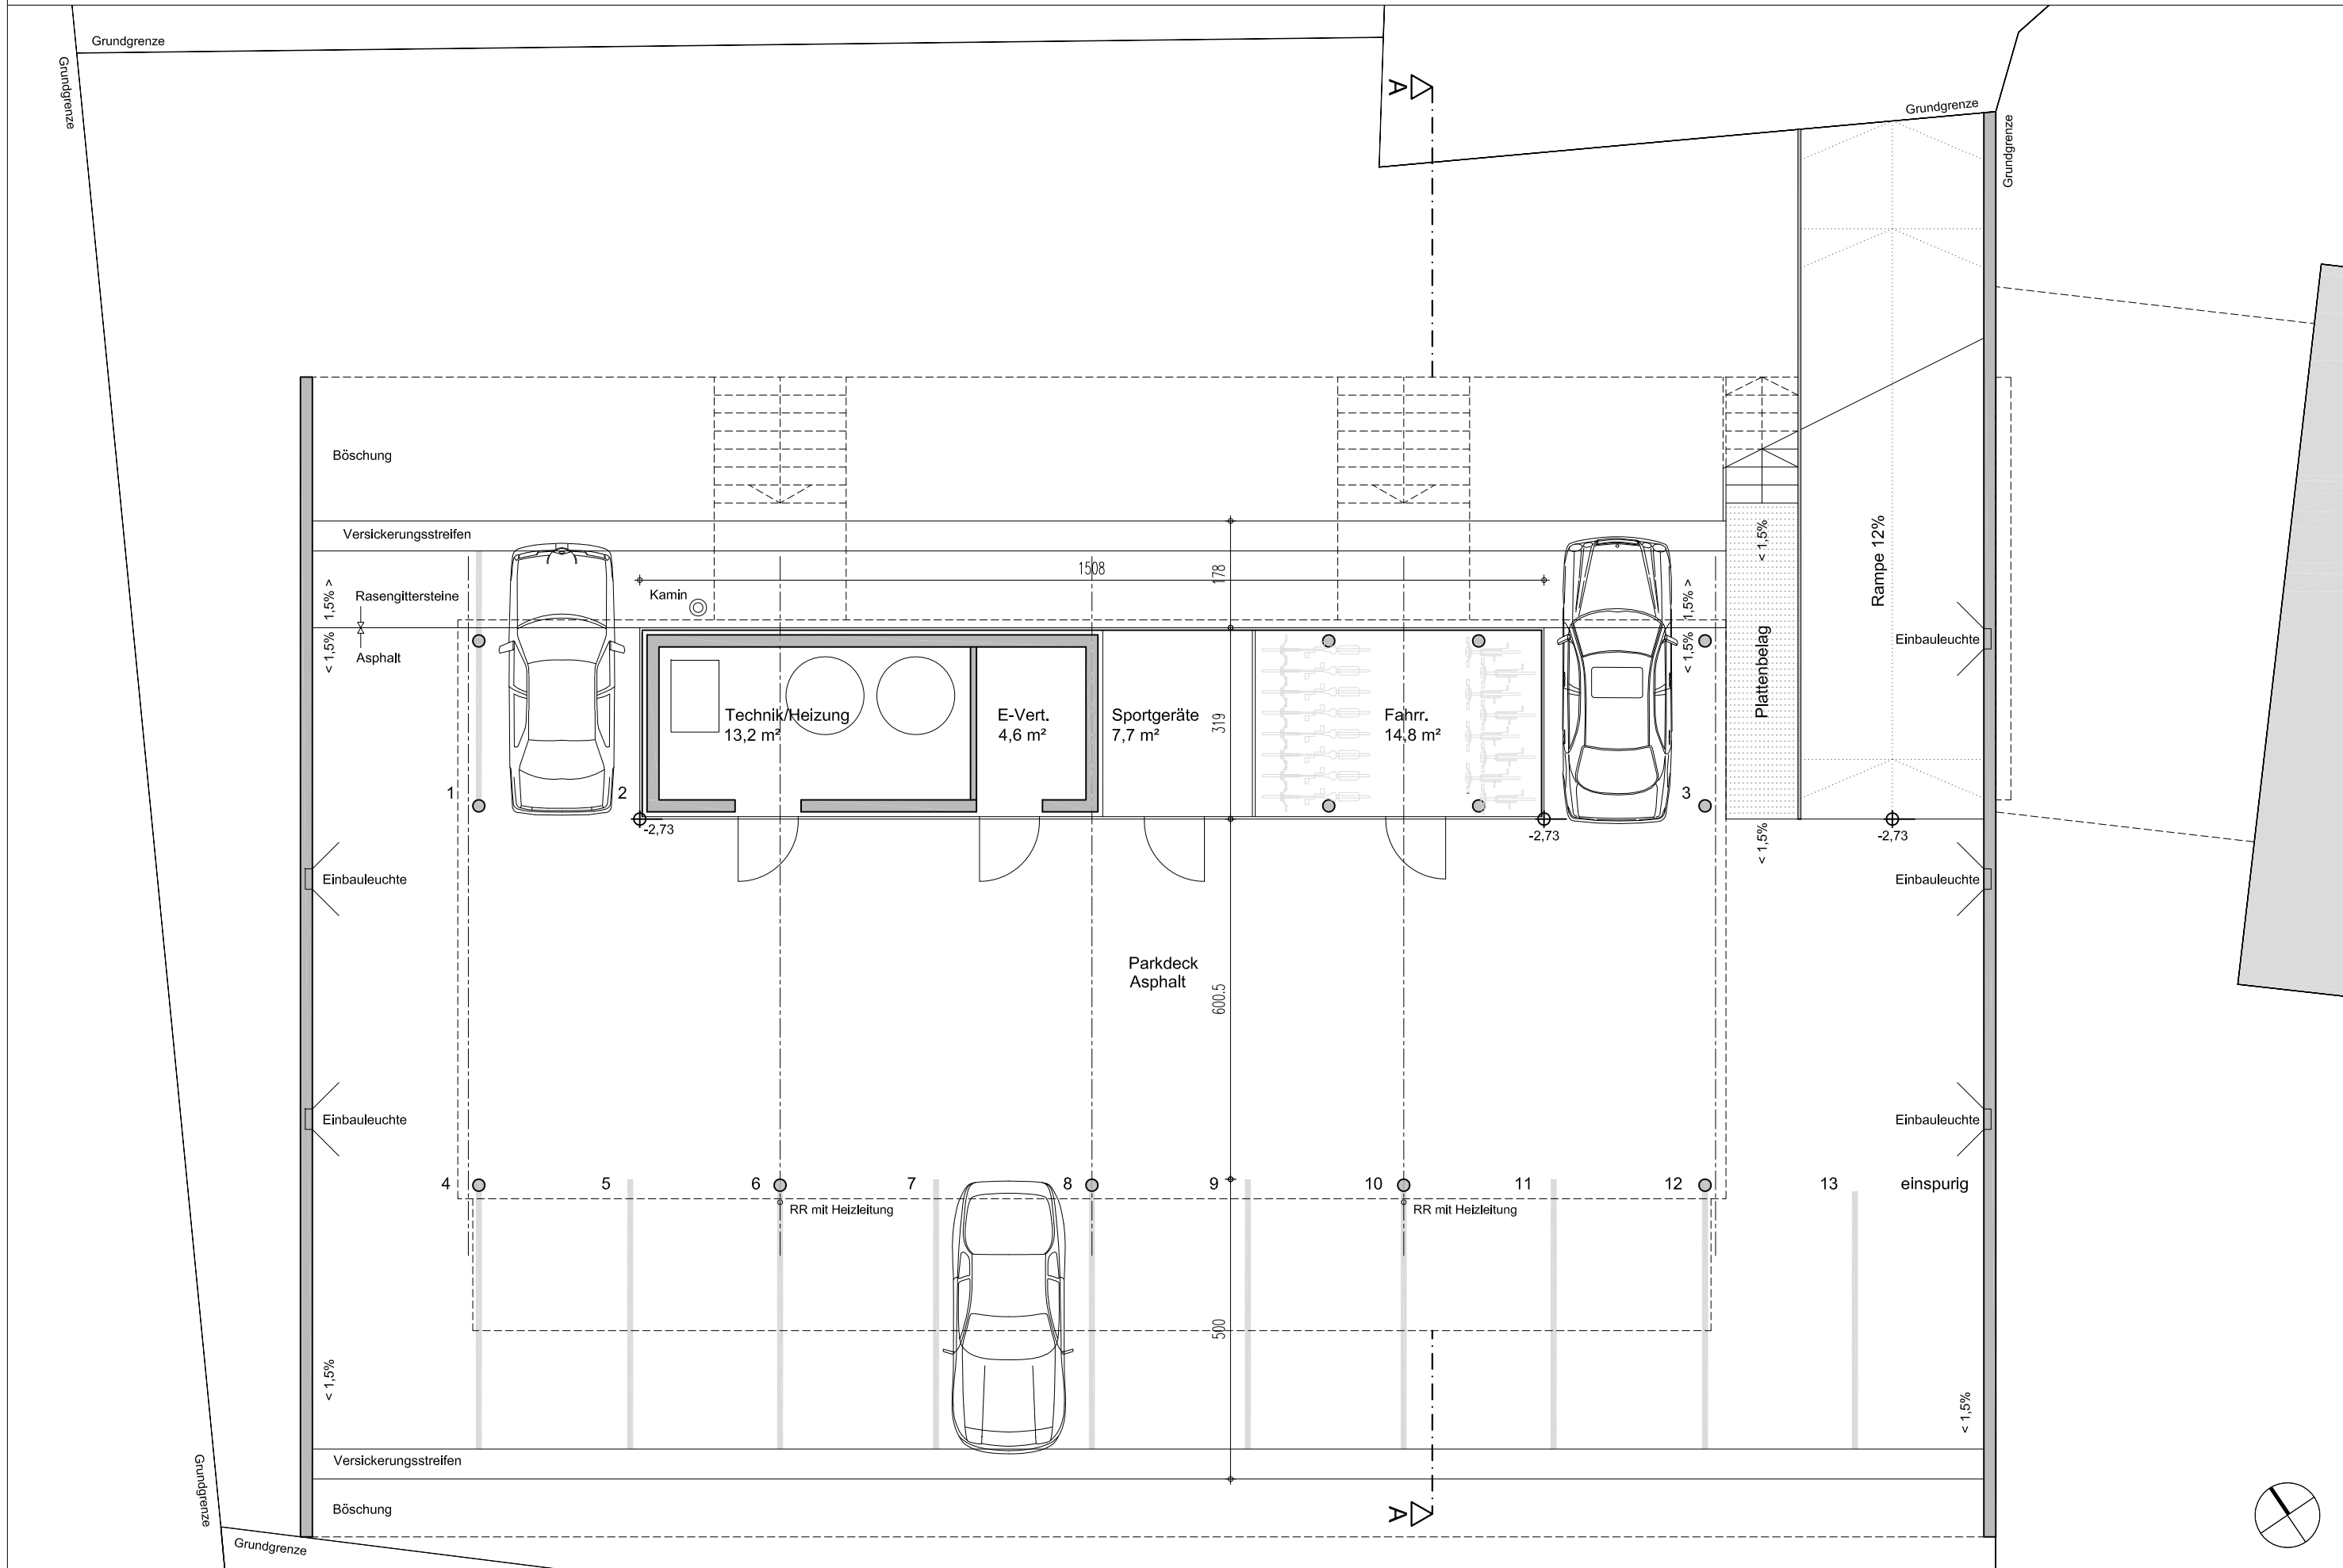 Grundgrenze
Grundgrenze
A
Grundgrenze
Grundgrenze
Böschung
Versickerungsstreifen
1508
178
< 1,5%
Rampe 12%
1,5% >
Rasengittersteine
Kamin
1,5% >
< 1,5%
Asphalt
< 1,5%
Plattenbelag
Einbauleuchte
Technik/Heizung
13,2 m²
E-Vert.
4,6 m²
Sportgeräte
7,7 m²
319
Fahrr.
14,8 m²
1
2
3
-2,73
-2,73
-2,73
< 1,5%
Einbauleuchte
Einbauleuchte
Parkdeck
Asphalt
600.5
Einbauleuchte
Einbauleuchte
4
5
6
7
8
9
10
11
12
13
einspurig
RR mit Heizleitung
RR mit Heizleitung
500
< 1,5%
< 1,5%
Versickerungsstreifen
Grundgrenze
Böschung
A
Grundgrenze